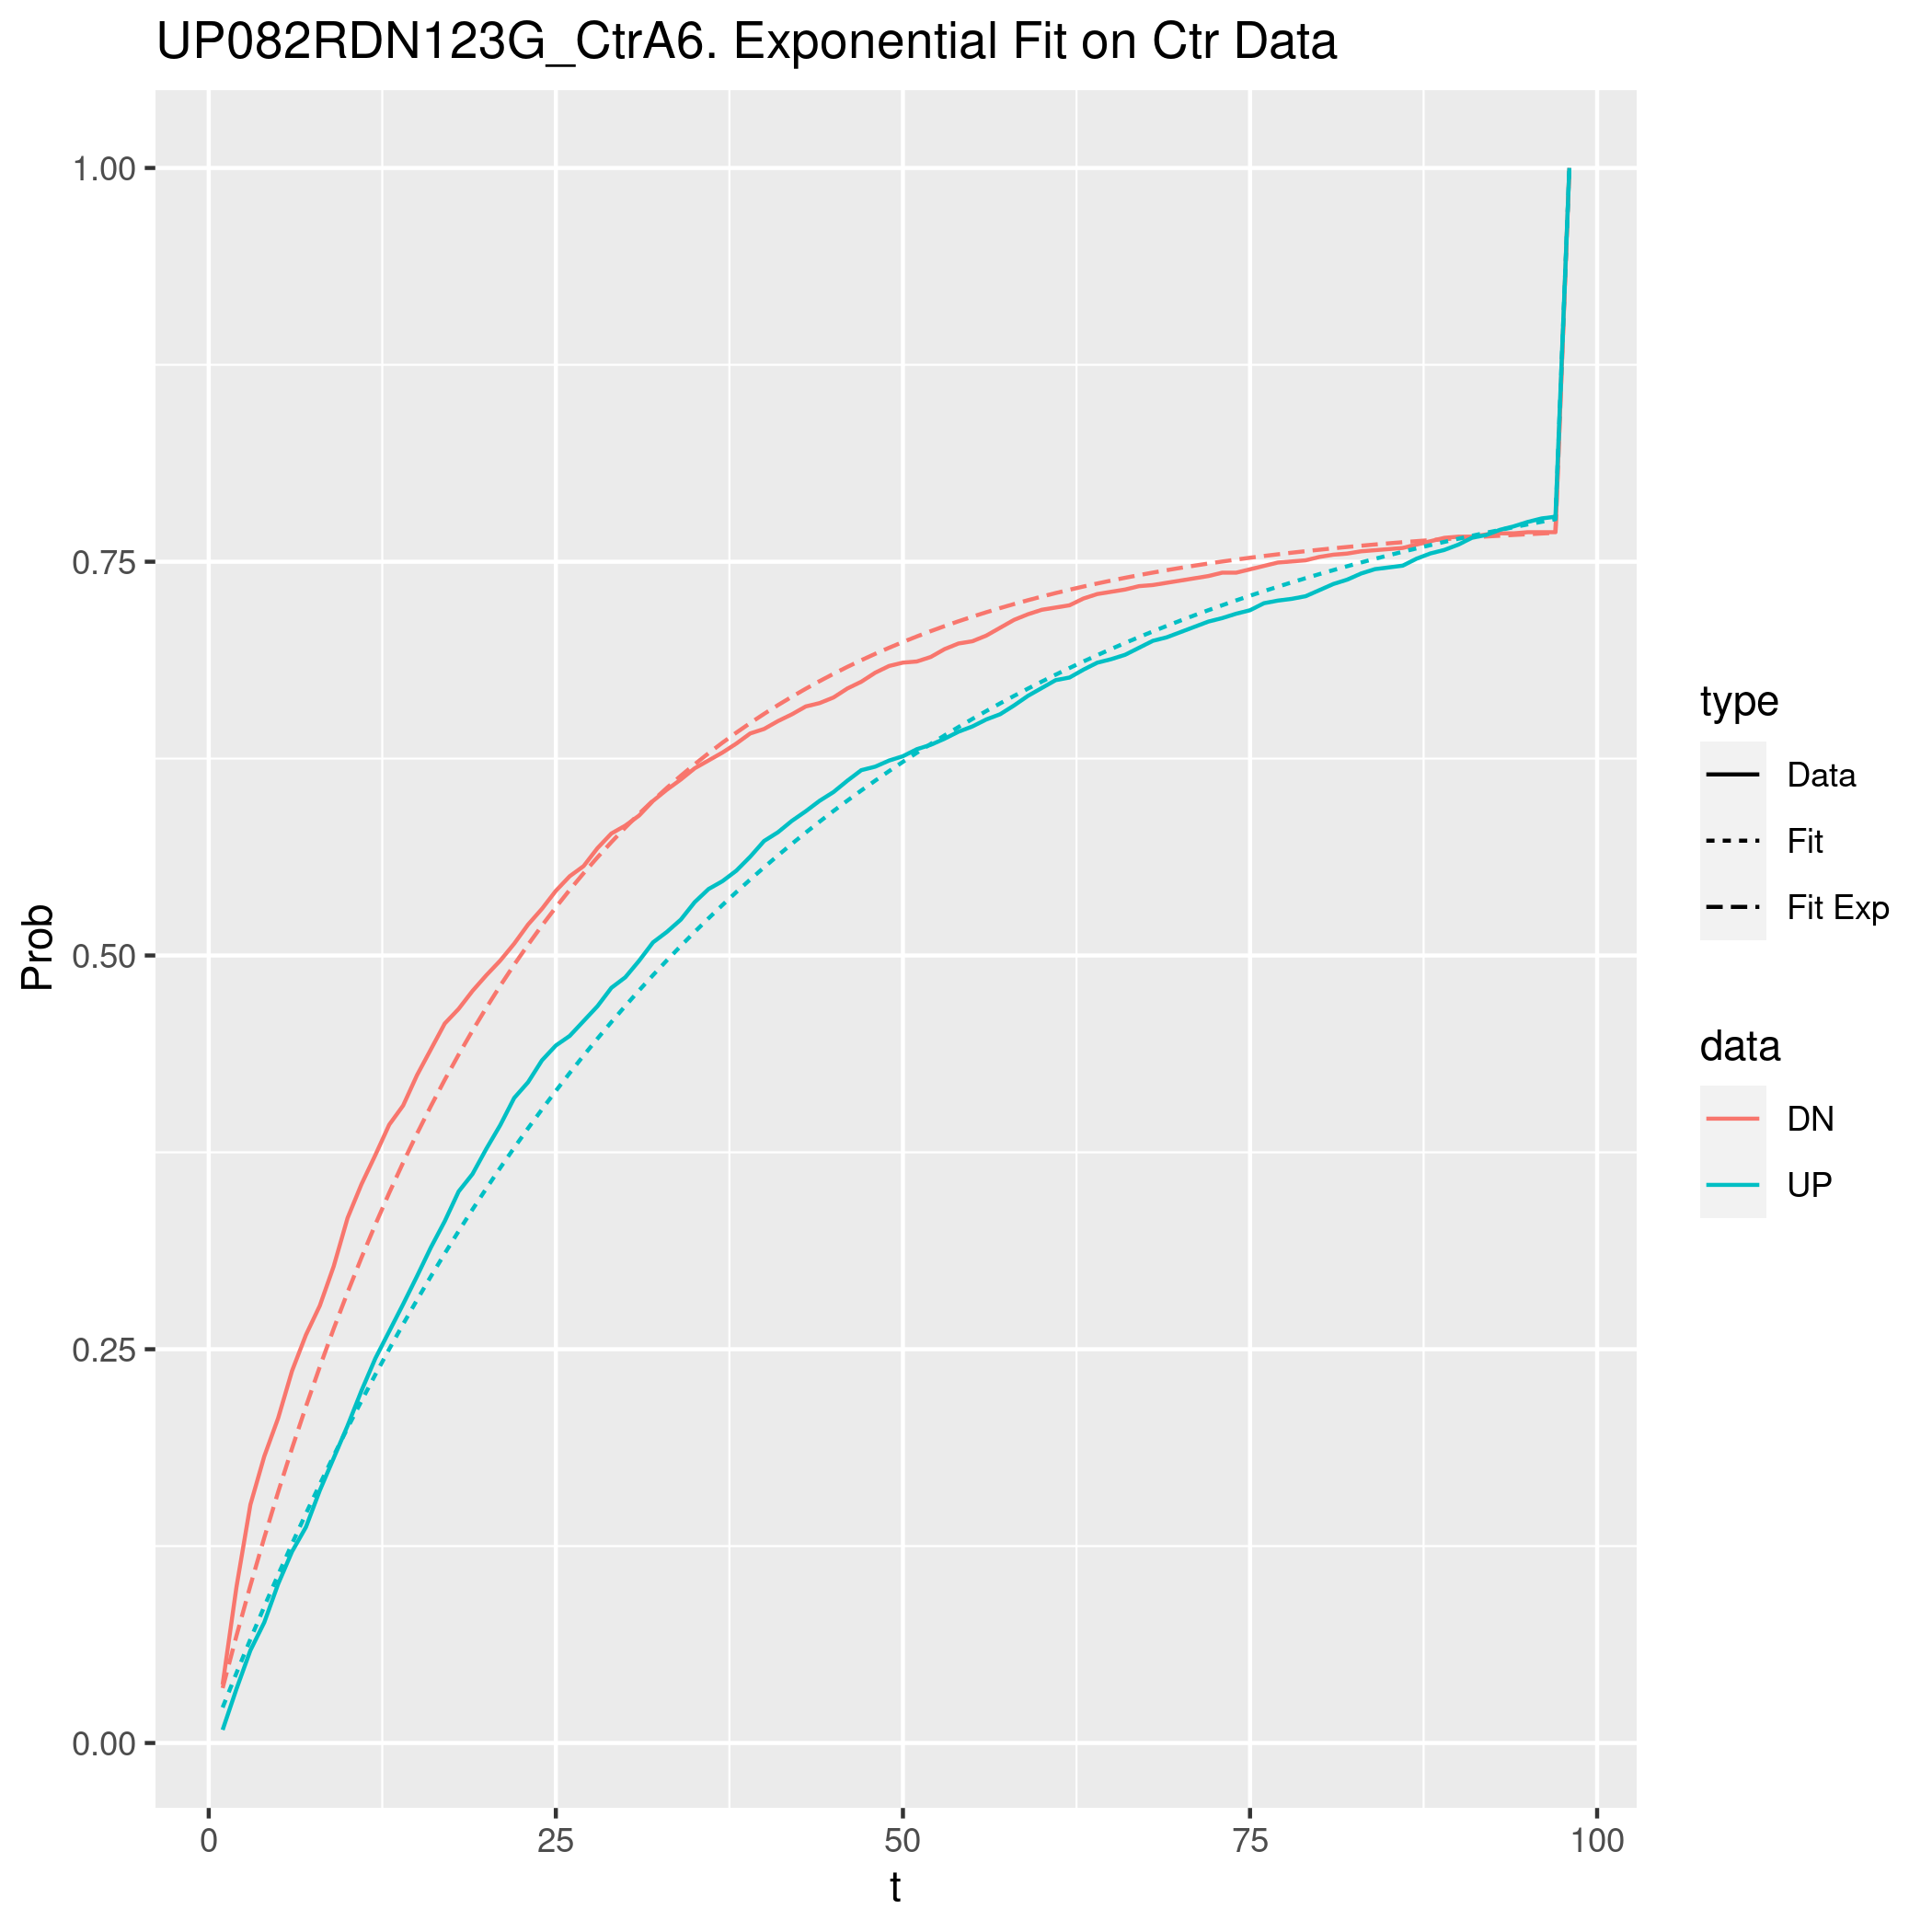 UP082RDN123G_CtrA6. Exponential Fit on Ctr Data
1.00
0.75
0.50
0.25
0.00
Prob
0 25 50 75 100
t
type
Data
Fit
Fit Exp
data
DN
UP